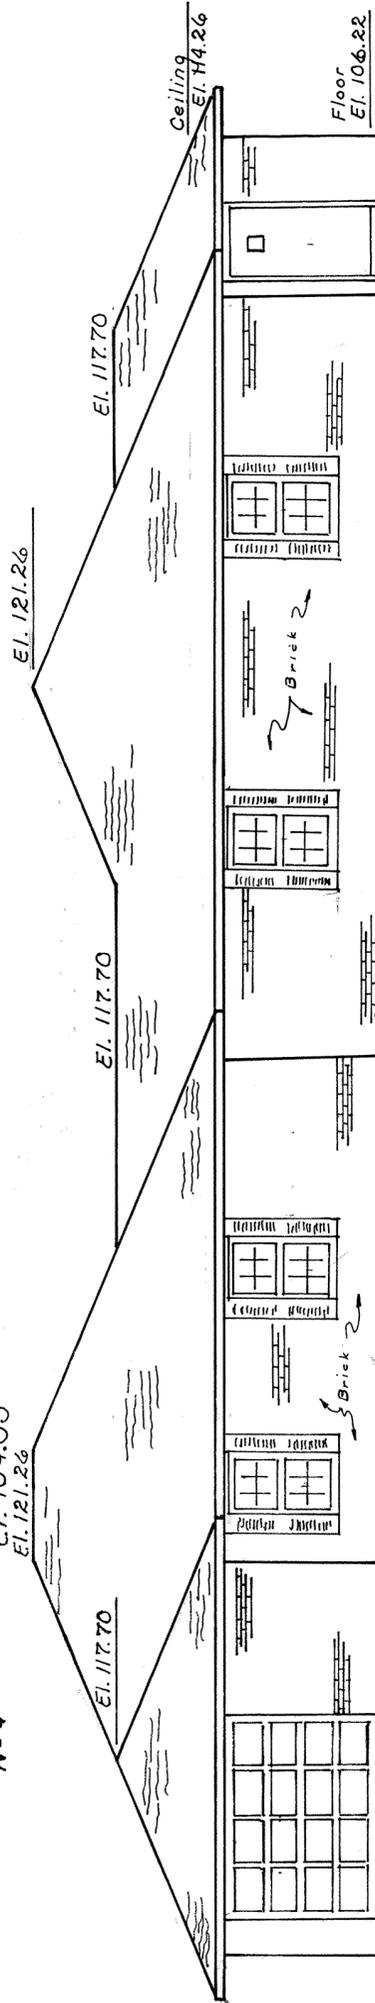 Ceiling
El. 114.26
Floor
El. 106.22
El. 117.70
El. 121.26
Brick
El. 117.70
Brick
El. 121.26
El. 117.70